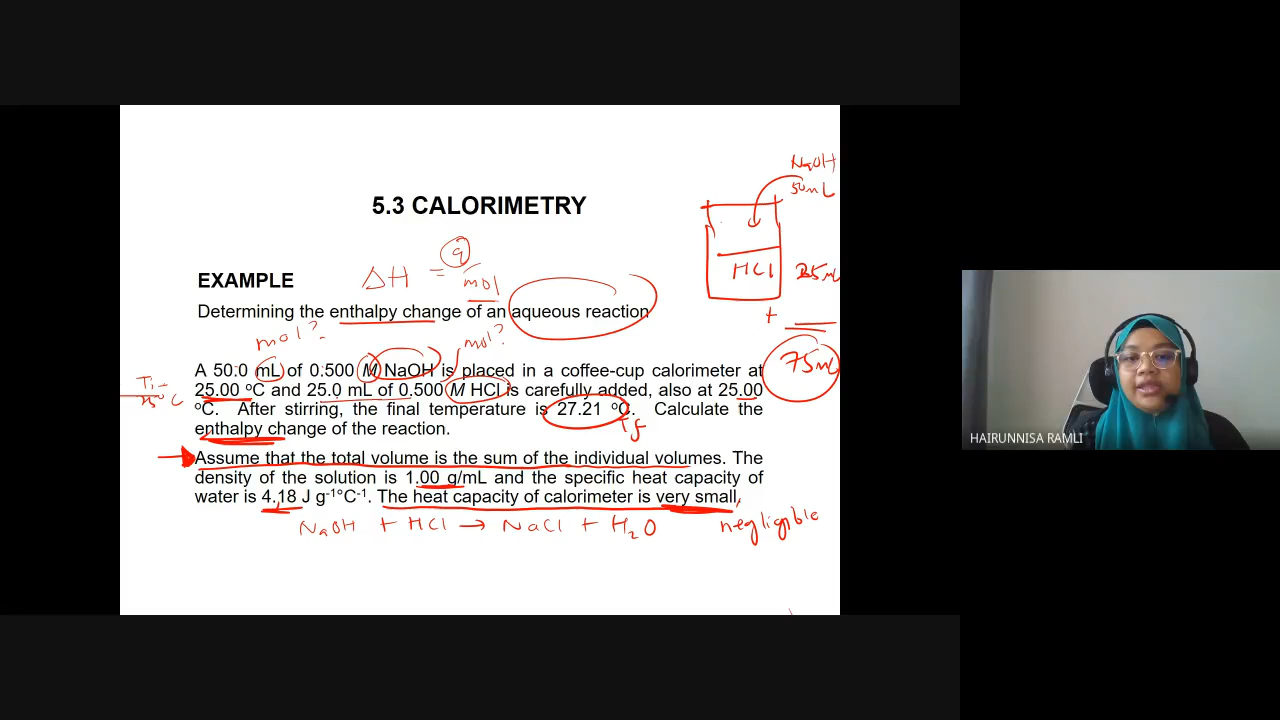 NaOH
50mL
5.3 CALORIMETRY
ΔH = q
mol
HCl 25mL
EXAMPLE
Determining the enthalpy change of an aqueous reaction
+
mol?
mol?
75mL
A 50.0 mL of 0.500 M NaOH is placed in a coffee-cup calorimeter at
25.00 °C and 25.0 mL of 0.500 M HCl is carefully added, also at 25.00
°C. After stirring, the final temperature is 27.21 °C. Calculate the
Ti =
25°C
Tf
enthalpy change of the reaction.
Assume that the total volume is the sum of the individual volumes. The
density of the solution is 1.00 g/mL and the specific heat capacity of
water is 4.18 J g⁻¹°C⁻¹. The heat capacity of calorimeter is very small,
NaOH + HCl → NaCl + H₂O
negligible
HAIRUNNISA RAMLI